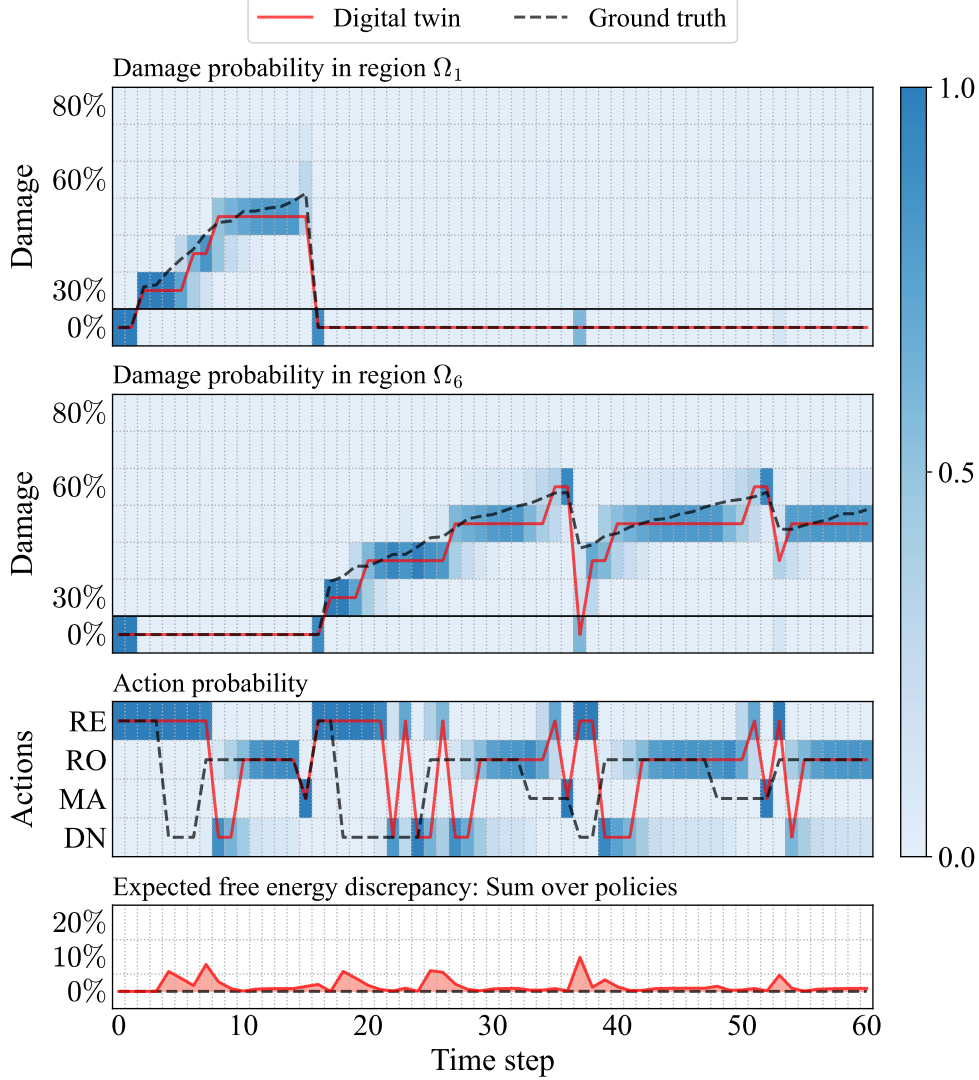 Digital twin
Ground truth
Damage probability in region Ω₁
80%
60%
30%
0%
Damage
Damage probability in region Ω₆
80%
60%
30%
0%
Damage
Action probability
RE
RO
MA
DN
Actions
Expected free energy discrepancy: Sum over policies
20%
10%
0%
0 10 20 30 40 50 60
Time step
1.0
0.5
0.0